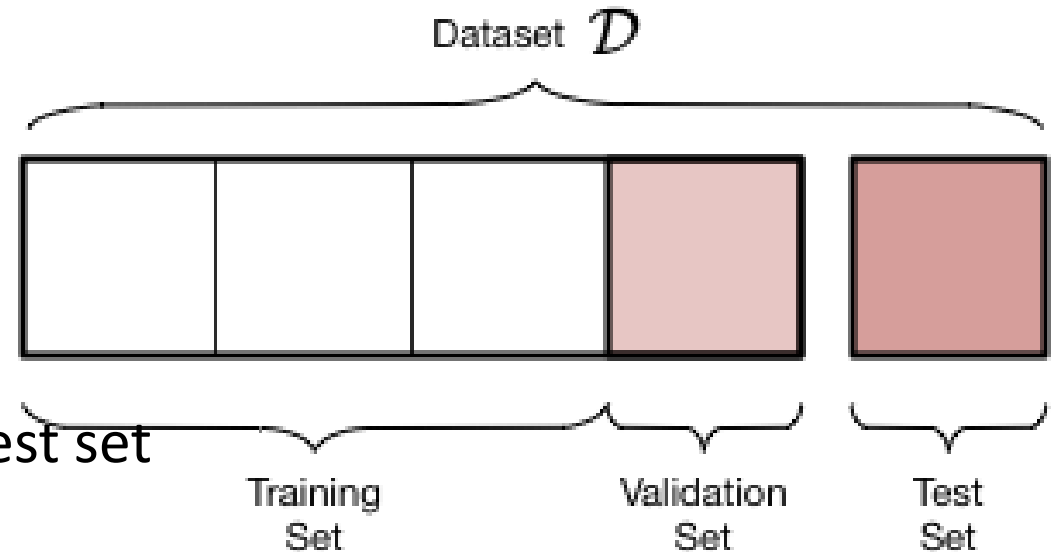 Dataset 𝒟
est set
Training
Set
Validation
Set
Test
Set